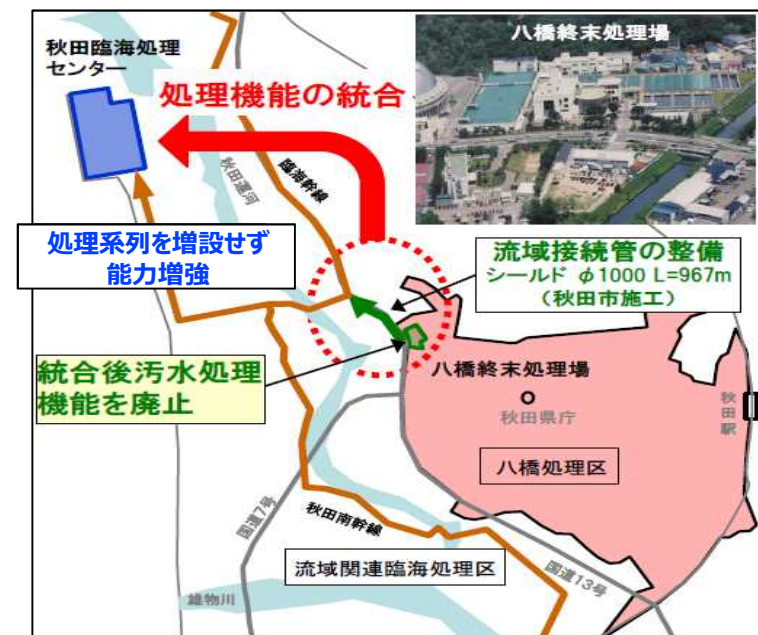 秋田臨海処理
センター
八橋終末処理場
処理機能の統合
秋田運河
臨海幹線
処理系列を増設せず
能力増強
流域接続管の整備
シールド φ1000 L=967m
（秋田市施工）
統合後汚水処理
機能を廃止
八橋終末処理場
秋田県庁
秋田駅
八橋処理区
国道7号
秋田南幹線
流域関連臨海処理区
国道13号
雄物川